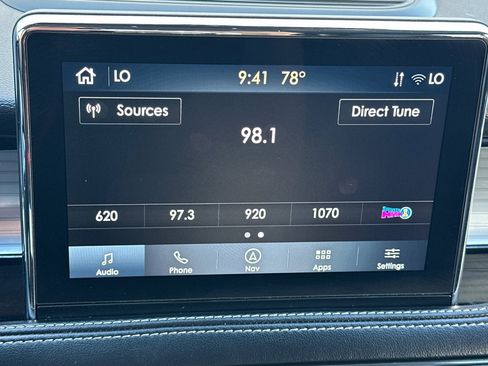 LO 9:41 78° LO
Sources Direct Tune
98.1
620 97.3 920 1070
Audio Phone Nav Apps Settings